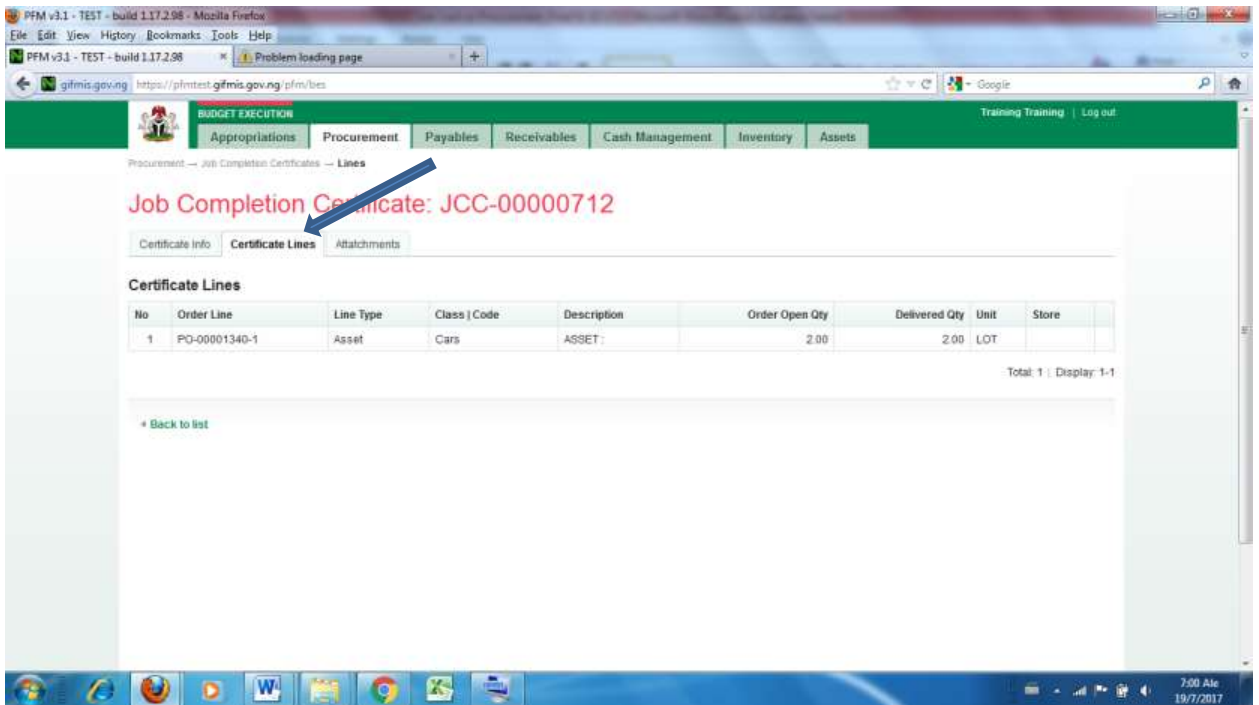 PFM v3.1 - TEST - build 1.17.2.98 - Mozilla Firefox
File Edit View History Bookmarks Tools Help
PFM v3.1 - TEST - build 1.17.2.98 × Problem loading page × +
gifmis.gov.ng https://pfmtest.gifmis.gov.ng/pfm/bes Google
BUDGET EXECUTION Training Training | Log out
Appropriations Procurement Payables Receivables Cash Management Inventory Assets
Procurement → Job Completion Certificates → Lines
Job Completion Certificate: JCC-00000712
Certificate Info Certificate Lines Attatchments
Certificate Lines
No Order Line Line Type Class | Code Description Order Open Qty Delivered Qty Unit Store
1 PO-00001340-1 Asset Cars ASSET : 2.00 2.00 LOT
Total: 1 | Display: 1-1
« Back to list
7:00 Ale
19/7/2017